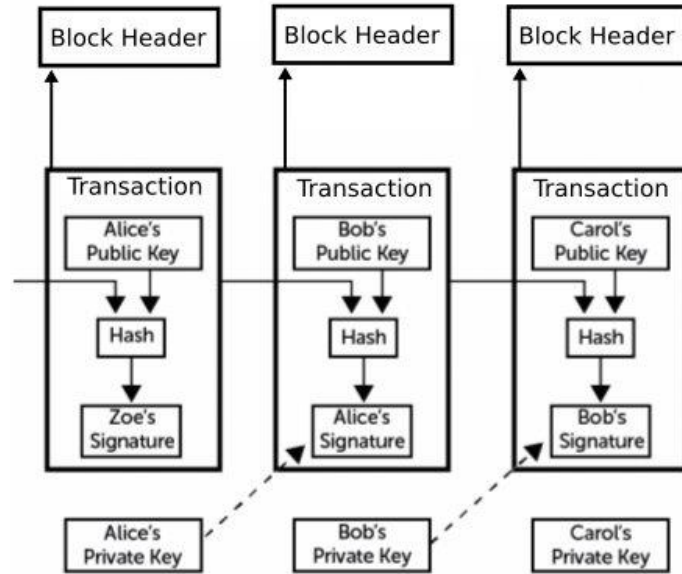 Block Header
Block Header
Block Header
Transaction
Transaction
Transaction
Alice's
Public Key
Bob's
Public Key
Carol's
Public Key
Hash
Hash
Hash
Zoe's
Signature
Alice's
Signature
Bob's
Signature
Alice's
Private Key
Bob's
Private Key
Carol's
Private Key